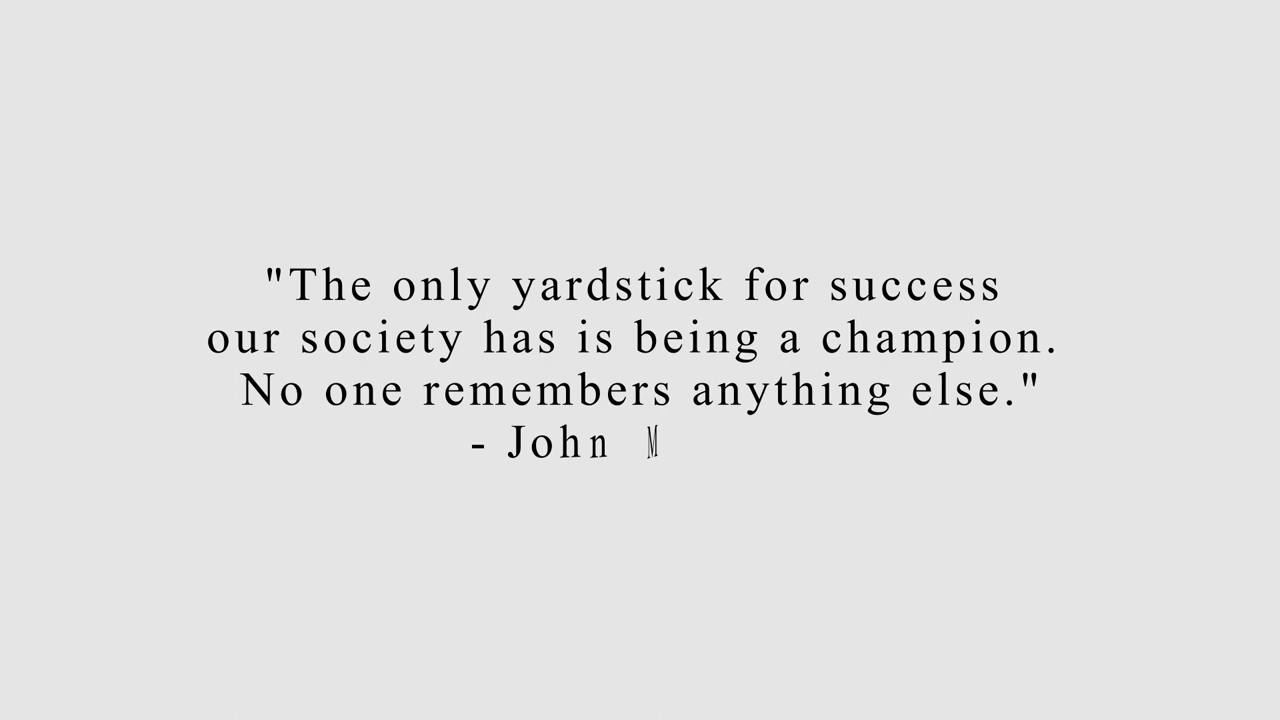 "The only yardstick for success
our society has is being a champion.
No one remembers anything else."
- John M